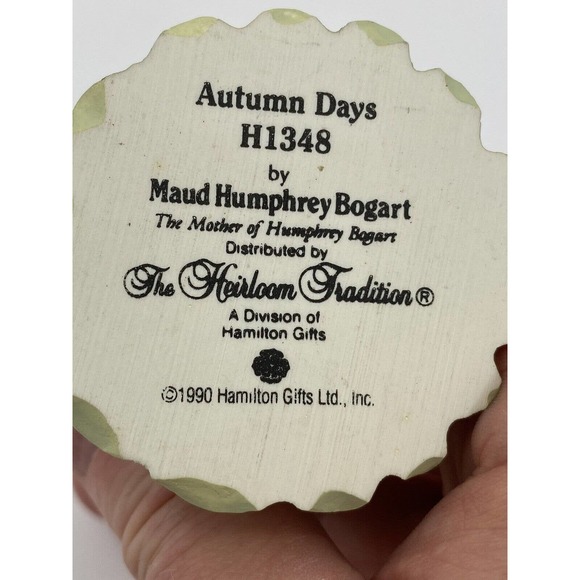 Autumn Days
H1348
by
Maud Humphrey Bogart
The Mother of Humphrey Bogart
Distributed by
The Heirloom Tradition®
A Division of
Hamilton Gifts
©1990 Hamilton Gifts Ltd., Inc.